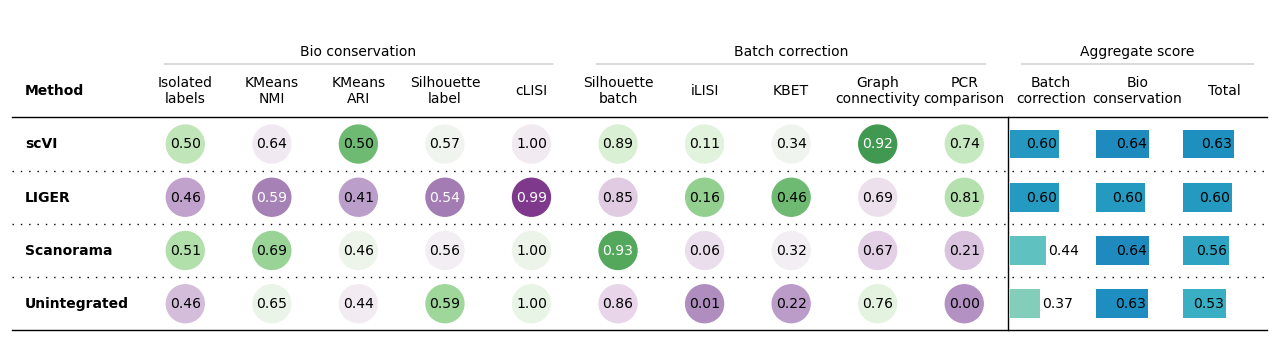 Bio conservation Batch correction Aggregate score
Method Isolated labels KMeans NMI KMeans ARI Silhouette label cLISI Silhouette batch iLISI KBET Graph connectivity PCR comparison Batch correction Bio conservation Total
scVI 0.50 0.64 0.50 0.57 1.00 0.89 0.11 0.34 0.92 0.74 0.60 0.64 0.63
LIGER 0.46 0.59 0.41 0.54 0.99 0.85 0.16 0.46 0.69 0.81 0.60 0.60 0.60
Scanorama 0.51 0.69 0.46 0.56 1.00 0.93 0.06 0.32 0.67 0.21 0.44 0.64 0.56
Unintegrated 0.46 0.65 0.44 0.59 1.00 0.86 0.01 0.22 0.76 0.00 0.37 0.63 0.53